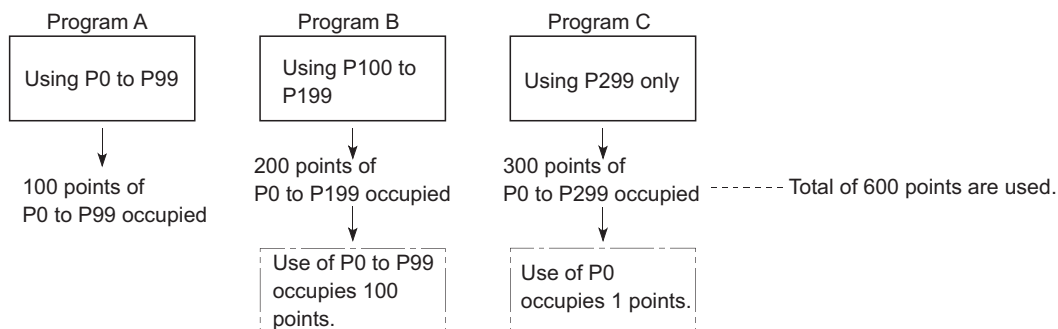 Program A
Program B
Program C
Using P0 to P99
Using P100 to
P199
Using P299 only
100 points of
P0 to P99 occupied
200 points of
P0 to P199 occupied
300 points of
P0 to P299 occupied
Total of 600 points are used.
Use of P0 to P99
occupies 100
points.
Use of P0
occupies 1 points.